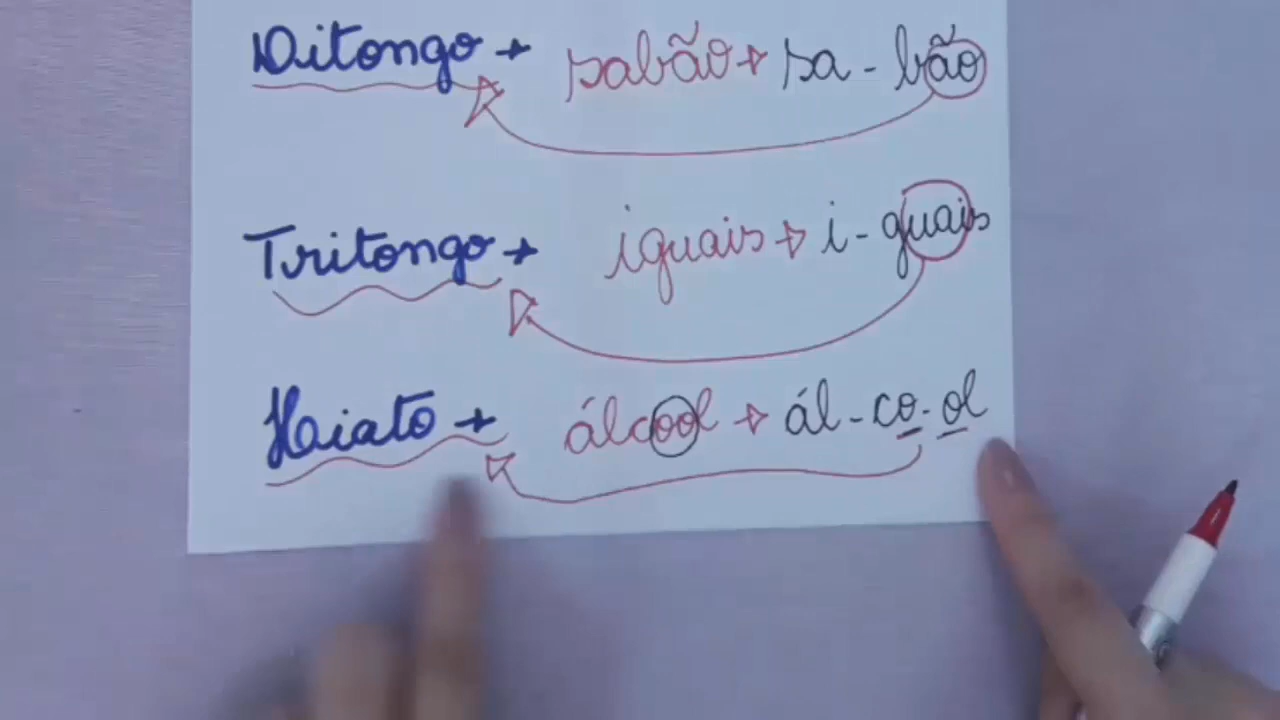 Ditongo → sabão → sa - bão
Tritongo → iguais → i - guais
Hiato → álcool → ál - co - ol